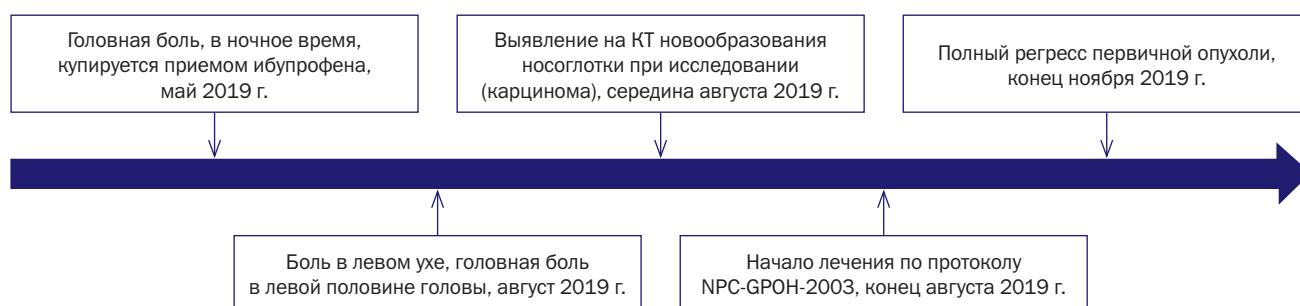 Головная боль, в ночное время,
купируется приемом ибупрофена,
май 2019 г.
Выявление на КТ новообразования
носоглотки при исследовании
(карцинома), середина августа 2019 г.
Полный регресс первичной опухоли,
конец ноября 2019 г.
Боль в левом ухе, головная боль
в левой половине головы, август 2019 г.
Начало лечения по протоколу
NPC-GPOH-2003, конец августа 2019 г.